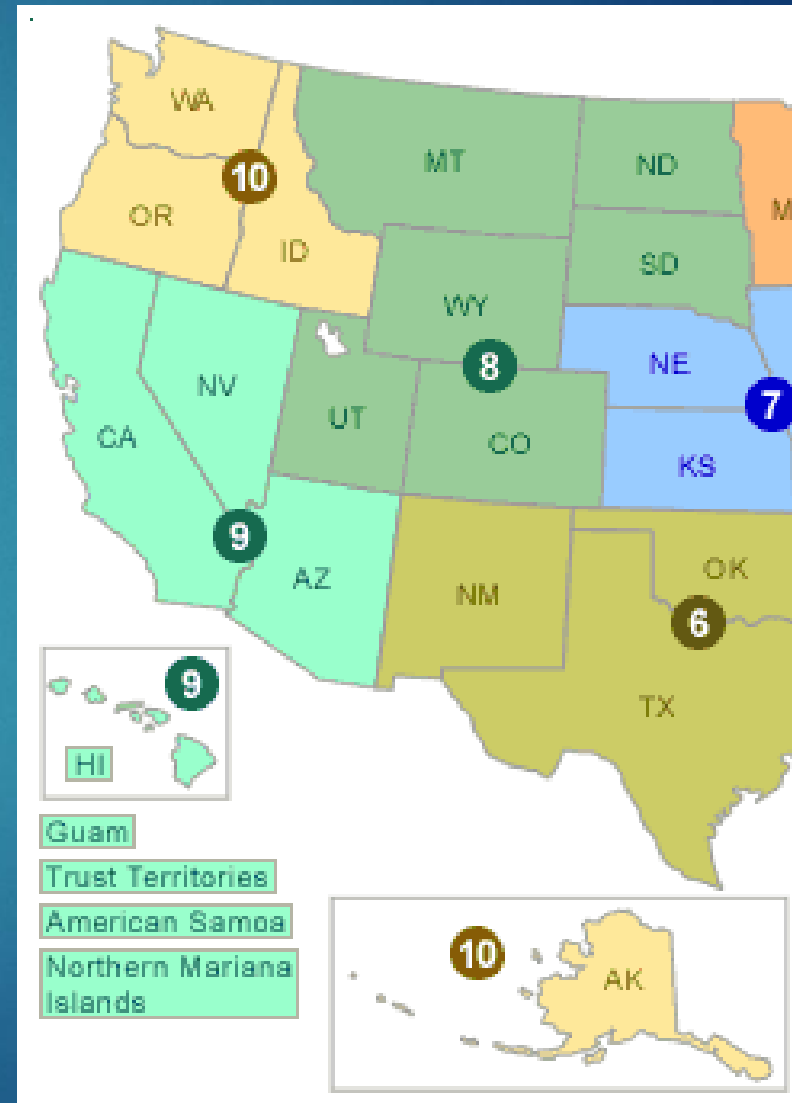 WA
MT
ND
10
M
OR
ID
SD
WY
8
NE
7
NV
UT
CO
CA
KS
9
AZ
OK
NM
6
9
TX
HI
Guam
Trust Territories
American Samoa
Northern Mariana
Islands
10
AK